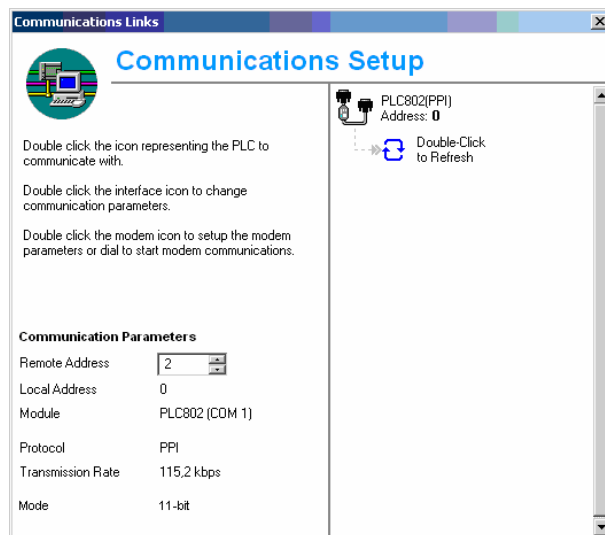 Communications Links
Communications Setup
Double click the icon representing the PLC to
communicate with.
Double click the interface icon to change
communication parameters.
Double click the modem icon to setup the modem
parameters or dial to start modem communications.
Communication Parameters
Remote Address 2
Local Address 0
Module PLC802 (COM 1)
Protocol PPI
Transmission Rate 115,2 kbps
Mode 11-bit
PLC802(PPI)
Address: 0
Double-Click
to Refresh